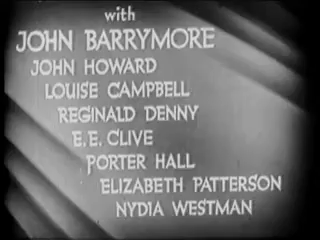 with
JOHN BARRYMORE
JOHN HOWARD
LOUISE CAMPBELL
REGINALD DENNY
E.E. CLIVE
PORTER HALL
ELIZABETH PATTERSON
NYDIA WESTMAN